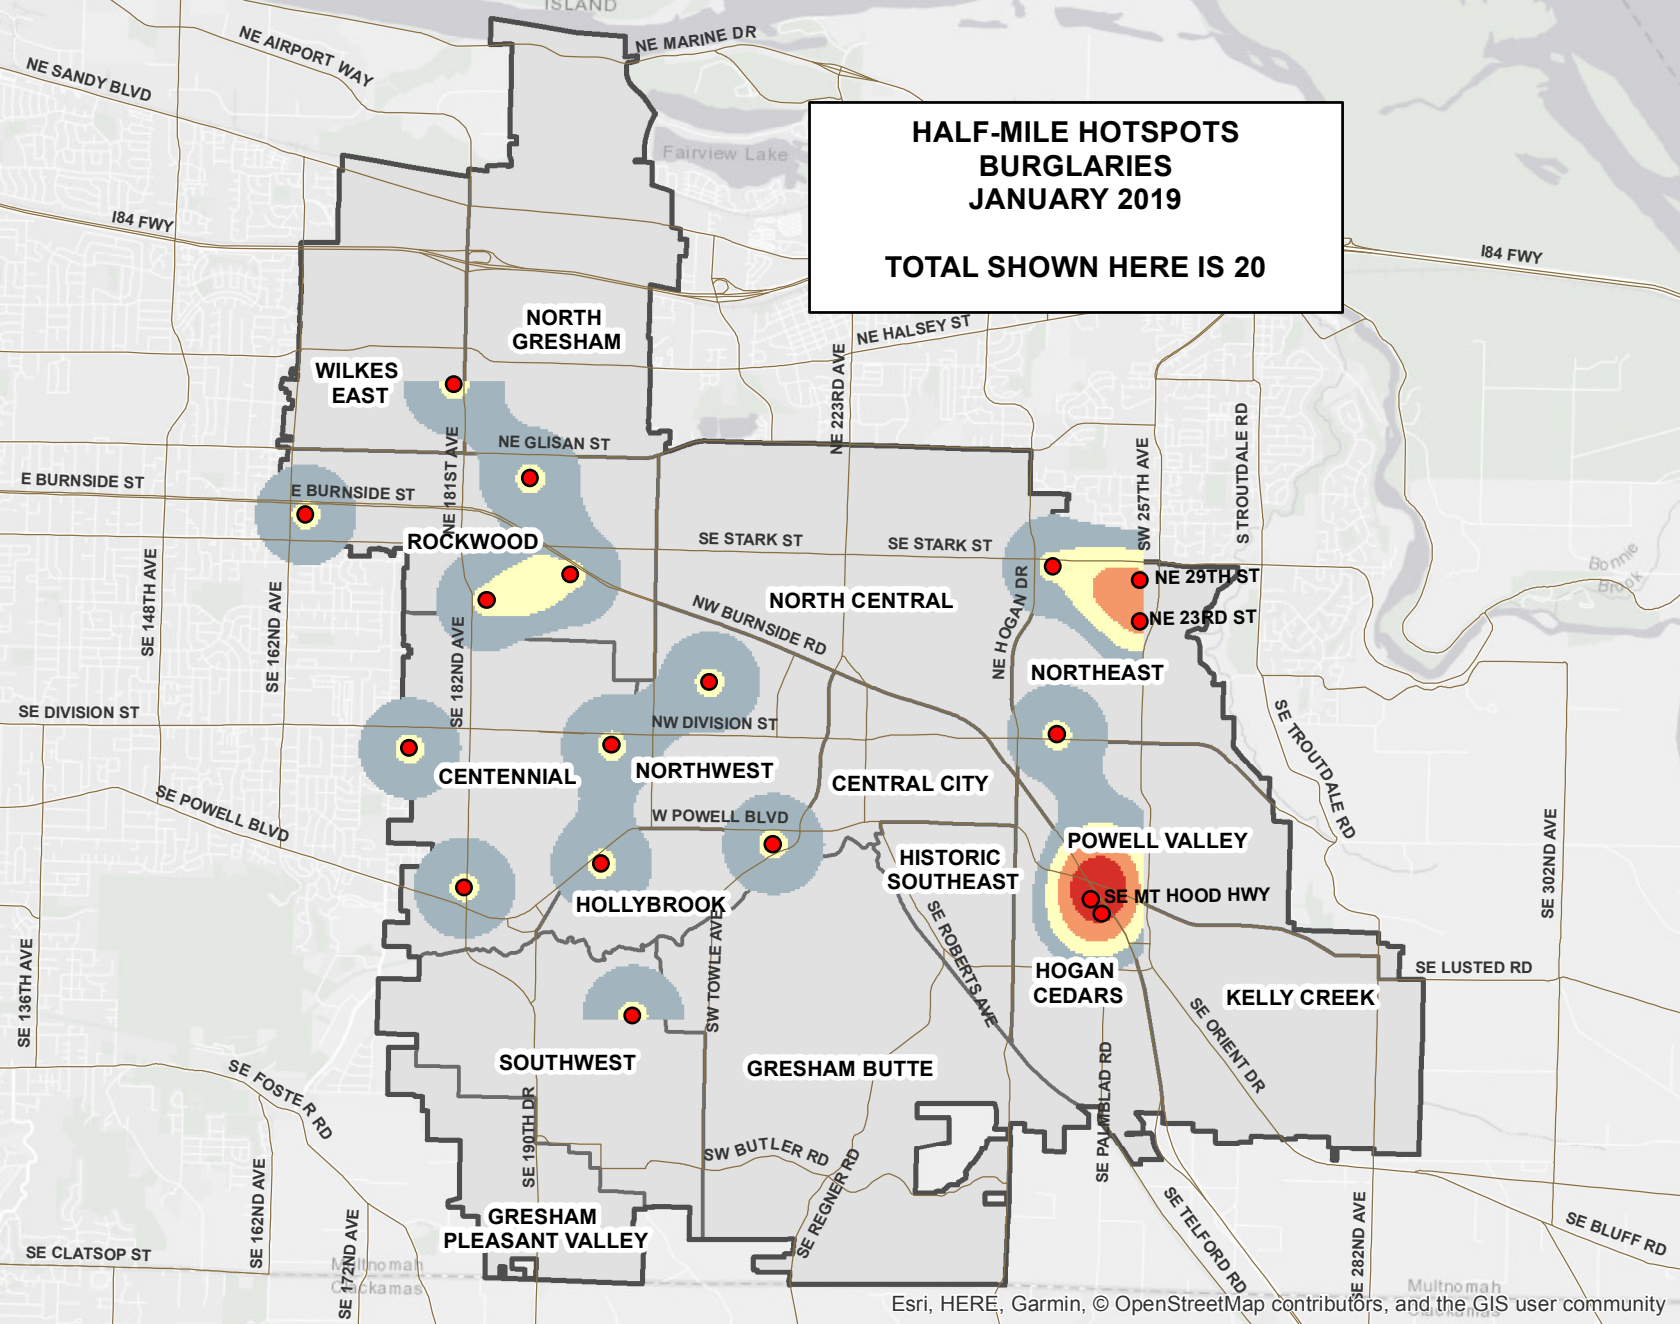 ISLAND
NE MARINE DR
NE AIRPORT WAY
NE SANDY BLVD
HALF-MILE HOTSPOTS
BURGLARIES
JANUARY 2019
TOTAL SHOWN HERE IS 20
Fairview Lake
I84 FWY
I84 FWY
NORTH
GRESHAM
NE HALSEY ST
WILKES
EAST
NE 223RD AVE
NE 181ST AVE
NE GLISAN ST
SW 257TH AVE
S TROUTDALE RD
E BURNSIDE ST
E BURNSIDE ST
ROCKWOOD
SE STARK ST
SE STARK ST
Bonnie
Brook
NE 29TH ST
NE 23RD ST
SE 148TH AVE
SE 162ND AVE
NORTH CENTRAL
NW BURNSIDE RD
NE HOGAN DR
SE 182ND AVE
NORTHEAST
SE DIVISION ST
NW DIVISION ST
SE TROUTDALE RD
CENTENNIAL
NORTHWEST
CENTRAL CITY
SE POWELL BLVD
W POWELL BLVD
POWELL VALLEY
HISTORIC
SOUTHEAST
SE 302ND AVE
SE MT HOOD HWY
HOLLYBROOK
SW TOWLE AVE
SE ROBERTS AVE
SE 136TH AVE
HOGAN
CEDARS
SE LUSTED RD
KELLY CREEK
SE ORIENT DR
SOUTHWEST
GRESHAM BUTTE
SE FOSTER RD
SE 190TH DR
SE PALMBLAD RD
SW BUTLER RD
SE REGNER RD
SE 162ND AVE
SE 172ND AVE
SE TELFORD RD
SE 282ND AVE
SE BLUFF RD
GRESHAM
PLEASANT VALLEY
SE CLATSOP ST
Multnomah
Clackamas
Multnomah
Clackamas
Esri, HERE, Garmin, © OpenStreetMap contributors, and the GIS user community